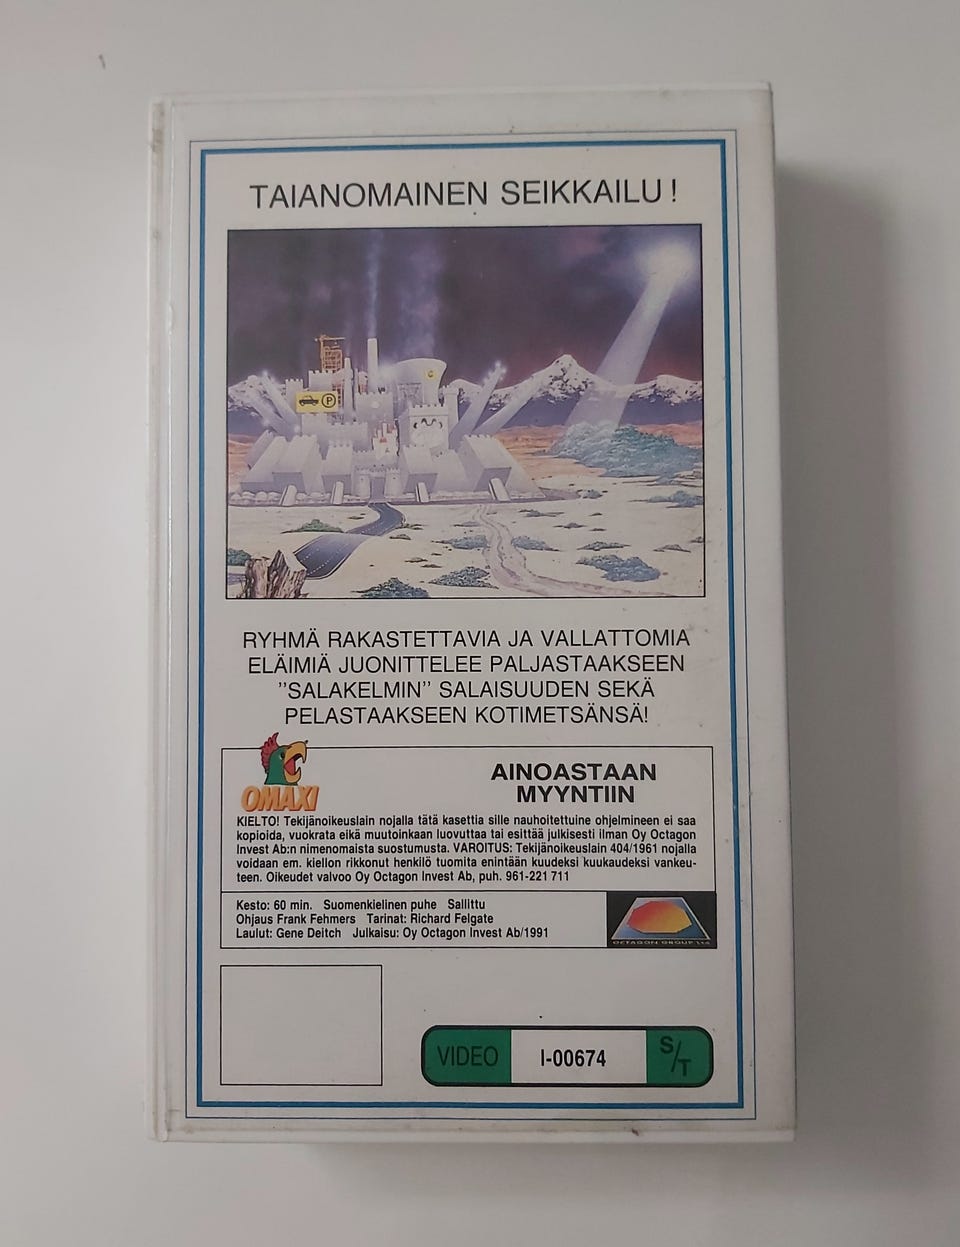 TAIANOMAINEN SEIKKAILU!
P
RYHMÄ RAKASTETTAVIA JA VALLATTOMIA
ELÄIMIÄ JUONITTELEE PALJASTAAKSEEN
"SALAKELMIN" SALAISUUDEN SEKÄ
PELASTAAKSEEN KOTIMETSÄNSÄ!
OMAXI
AINOASTAAN
MYYNTIIN
KIELTO! Tekijänoikeuslain nojalla tätä kasettia sille nauhoitettuine ohjelmineen ei saa
kopioida, vuokrata eikä muutoinkaan luovuttaa tai esittää julkisesti ilman Oy Octagon
Invest Ab:n nimenomaista suostumusta. VAROITUS: Tekijänoikeuslain 404/1961 nojalla
voidaan em. kiellon rikkonut henkilö tuomita enintään kuudeksi kuukaudeksi vankeu-
teen. Oikeudet valvoo Oy Octagon Invest Ab, puh. 961-221 711
Kesto: 60 min. Suomenkielinen puhe Sallittu
Ohjaus Frank Fehmers Tarinat: Richard Felgate
Laulut: Gene Deitch Julkaisu: Oy Octagon Invest Ab/1991
OCTAGON GROUP Ltd
VIDEO I-00674 S/T